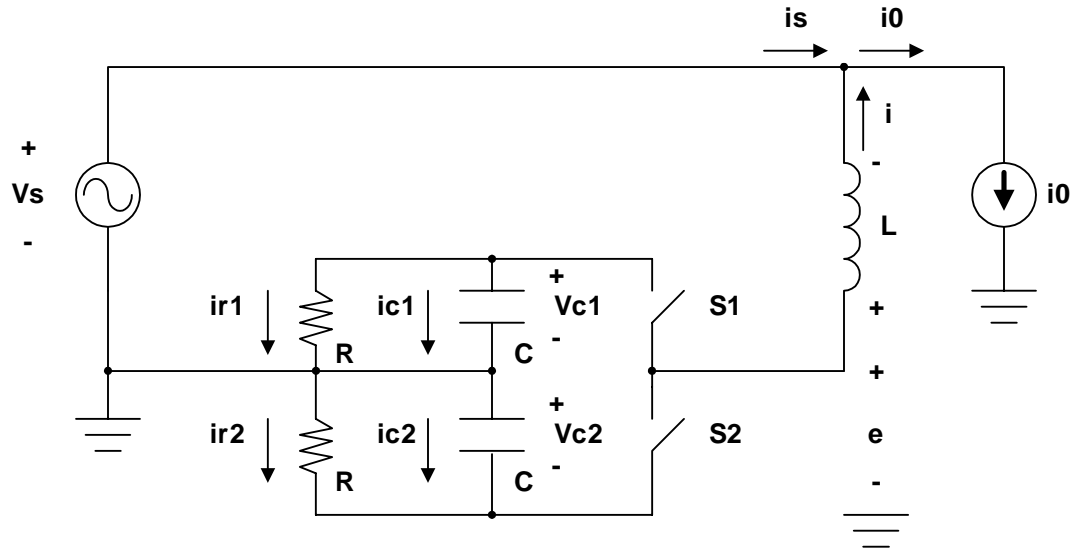 is i0
i
+
Vs
-
-
L
i0
ir1 ic1 + Vc1 - S1
R C
+
+
ir2 ic2 + Vc2 - S2
R C
e
-